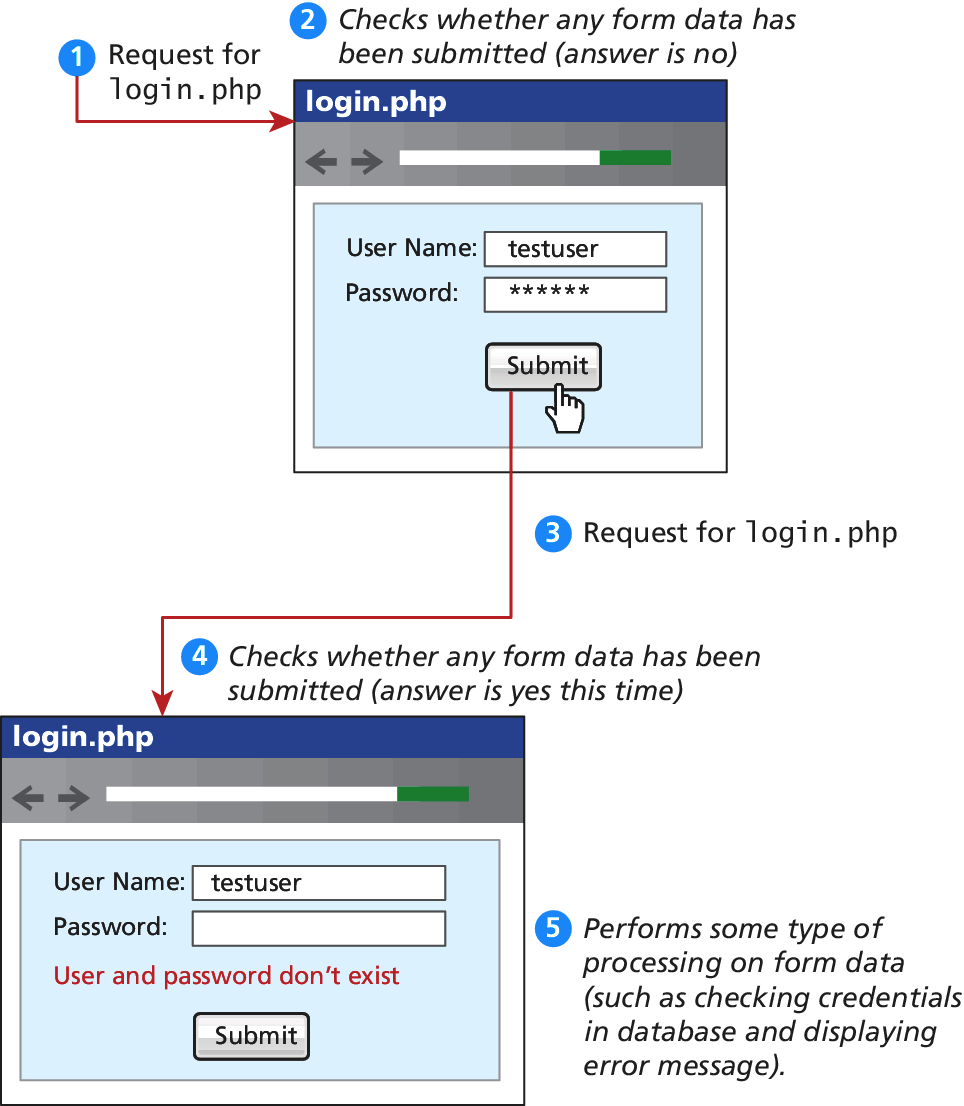 1 Request for
login.php
2 Checks whether any form data has
been submitted (answer is no)
login.php
User Name: testuser
Password: ******
Submit
3 Request for login.php
4 Checks whether any form data has been
submitted (answer is yes this time)
login.php
User Name: testuser
Password:
User and password don’t exist
Submit
5 Performs some type of
processing on form data
(such as checking credentials
in database and displaying
error message).